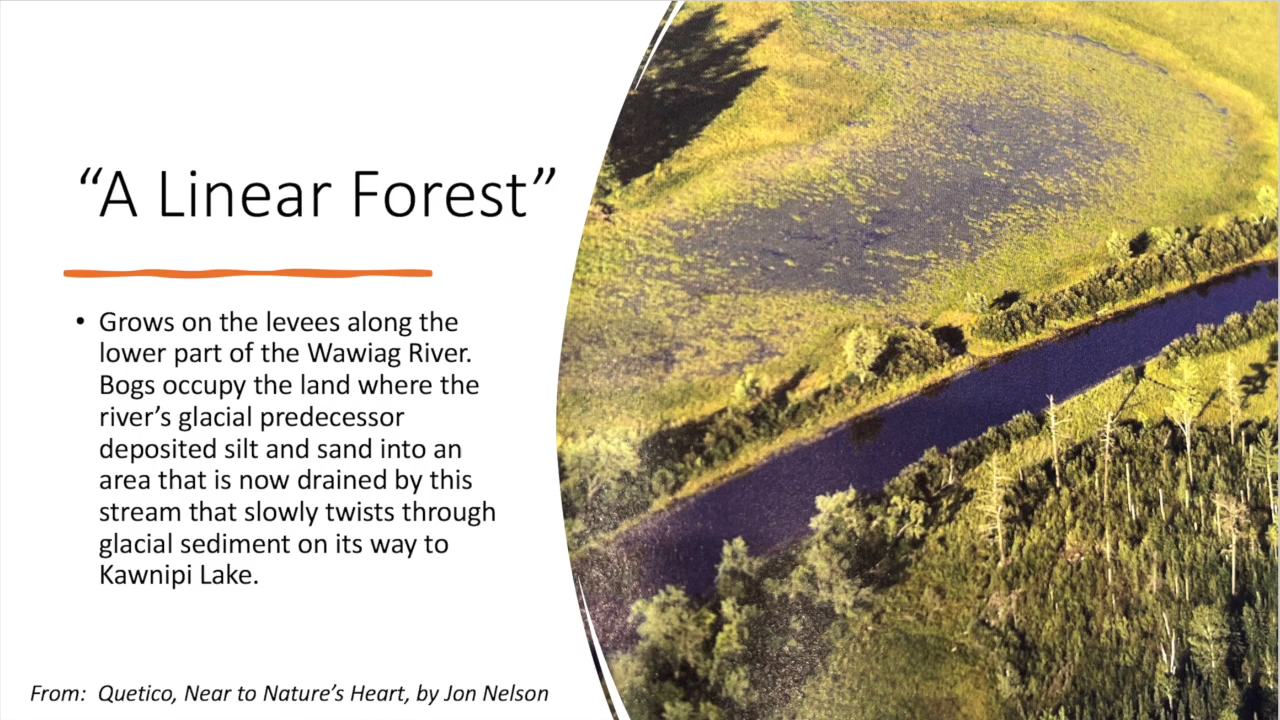 “A Linear Forest”
• Grows on the levees along the
lower part of the Wawiag River.
Bogs occupy the land where the
river’s glacial predecessor
deposited silt and sand into an
area that is now drained by this
stream that slowly twists through
glacial sediment on its way to
Kawnipi Lake.
From:  Quetico, Near to Nature’s Heart, by Jon Nelson